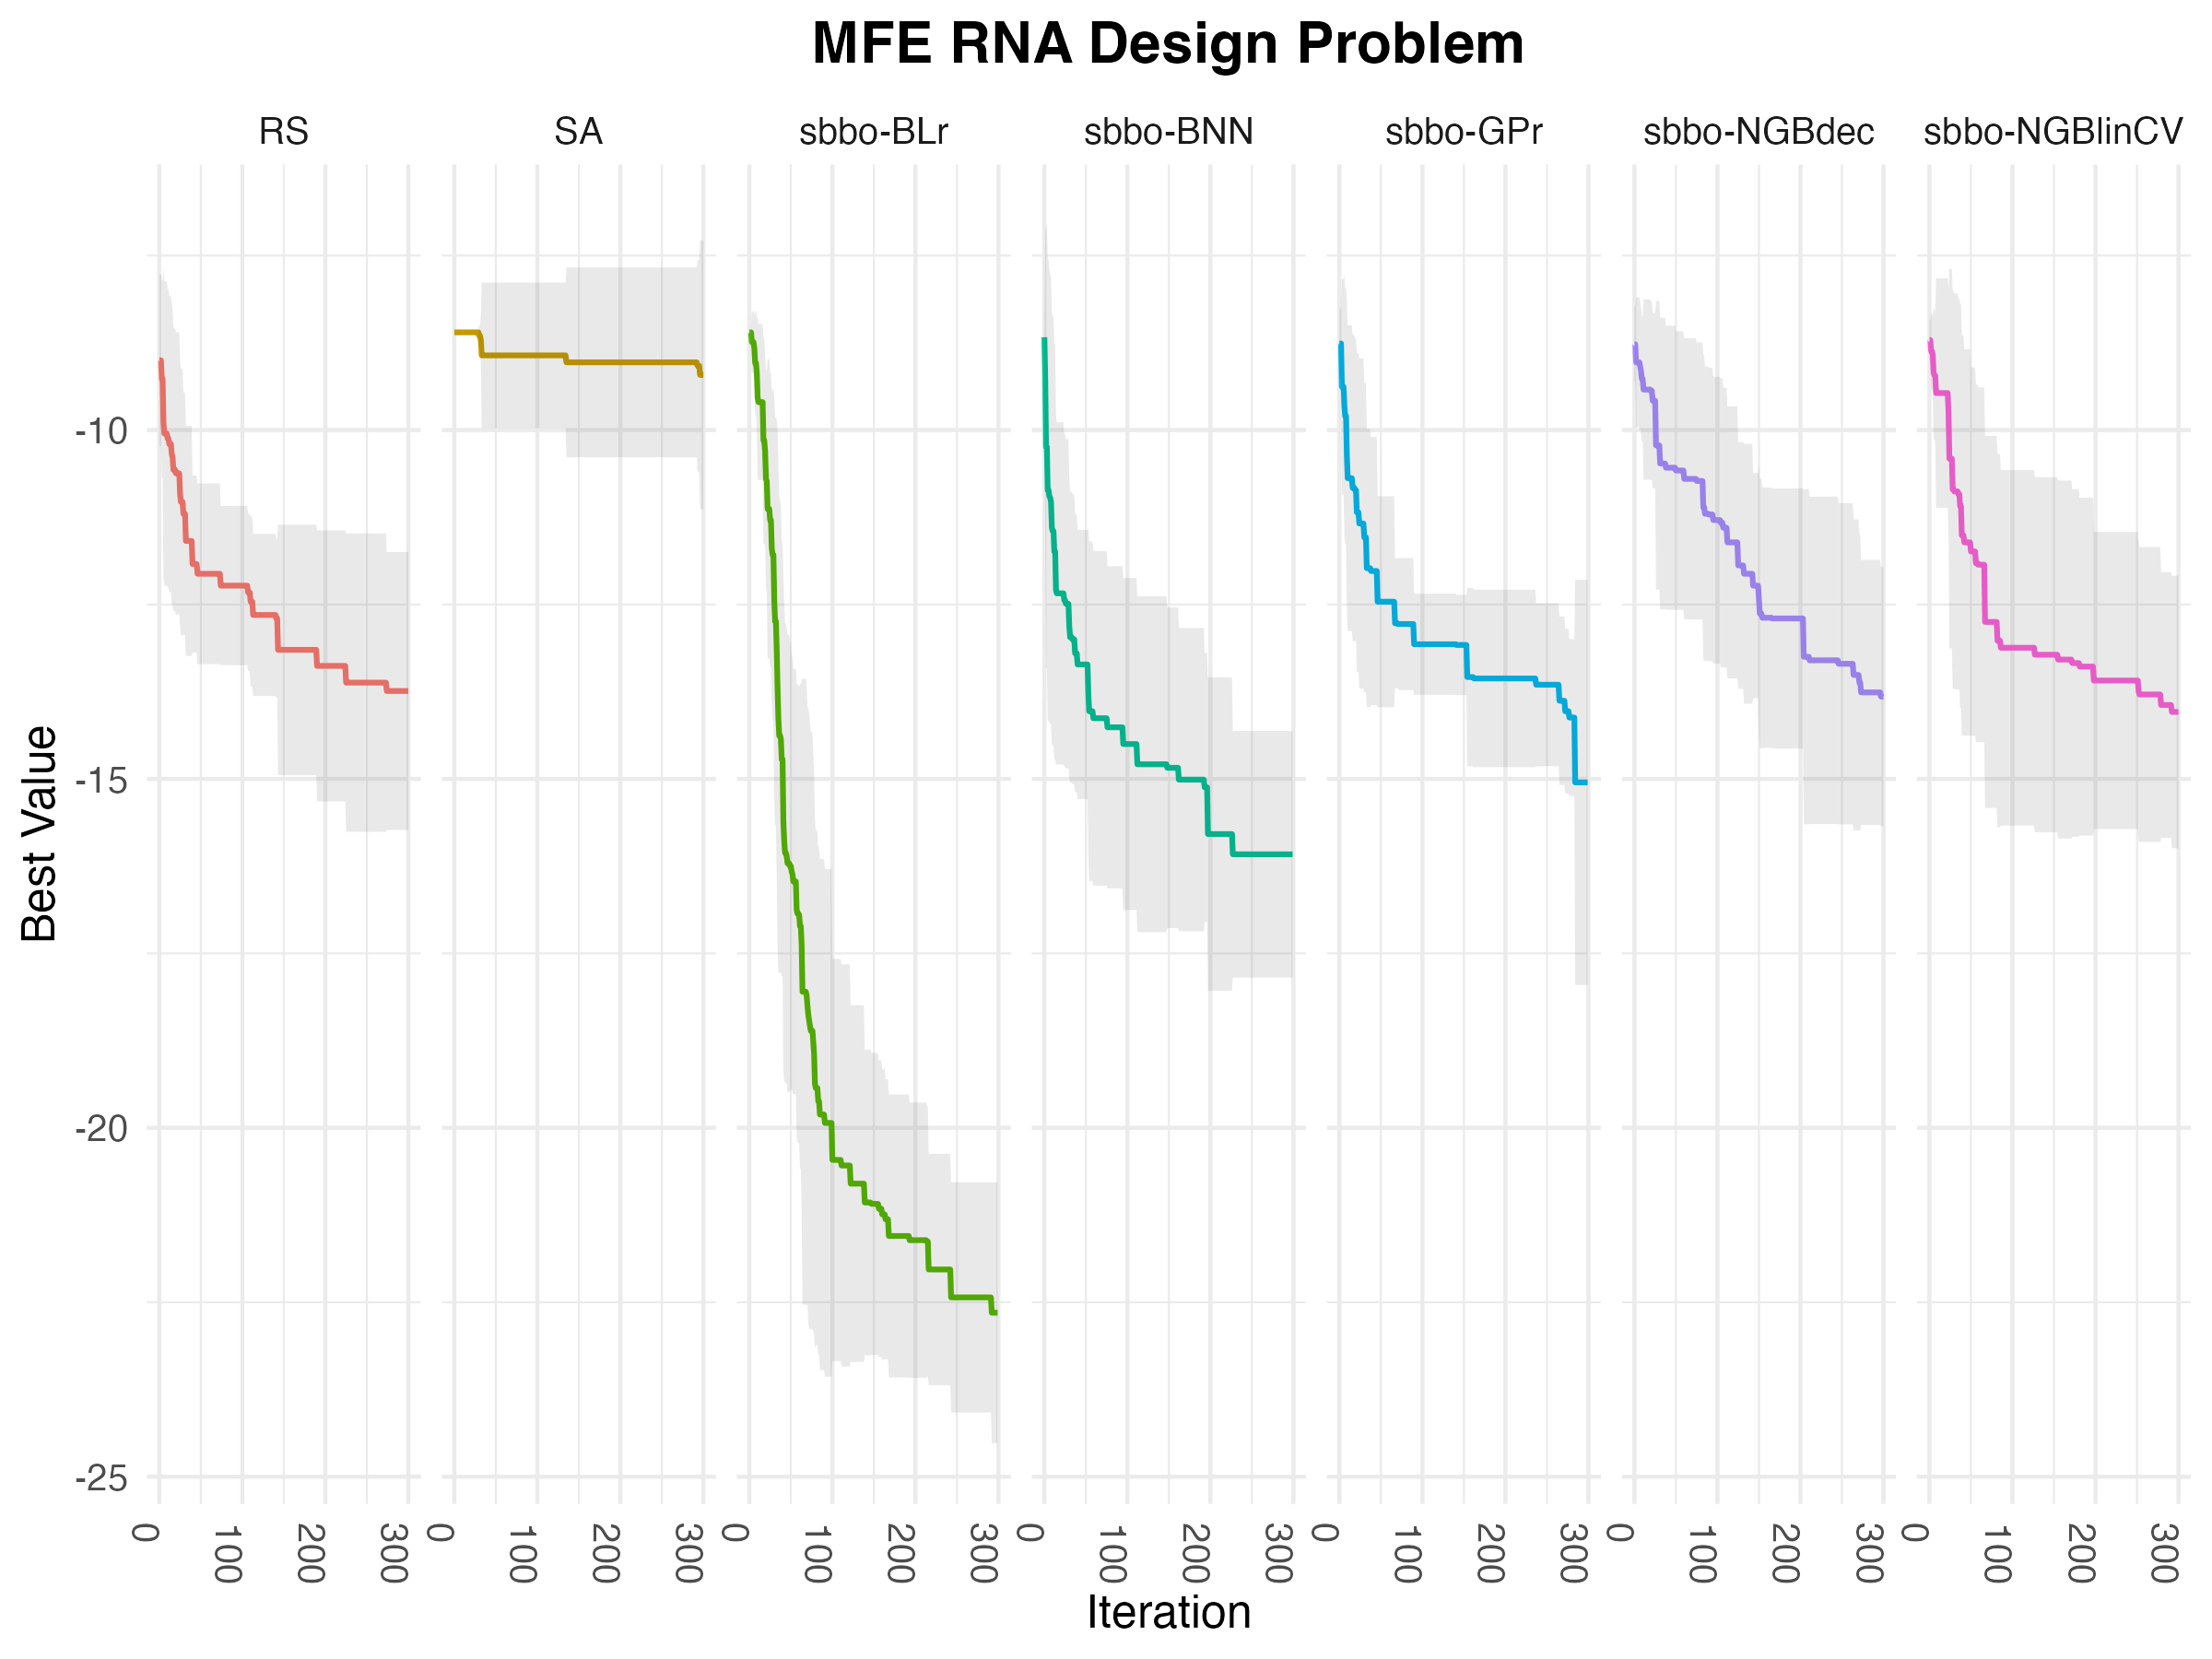 MFE RNA Design Problem
RS SA sbbo-BLr sbbo-BNN sbbo-GPr sbbo-NGBdec sbbo-NGBlinCV
-10
-15
-20
-25
Best Value
0 100 200 300 0 100 200 300 0 100 200 300 0 100 200 300 0 100 200 300 0 100 200 300 0 100 200 300
Iteration